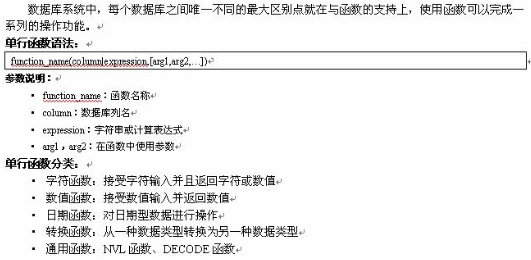 数据库系统中，每个数据库之间唯一不同的最大区别点就在与函数的支持上，使用函数可以完成一
系列的操作功能。
单行函数语法：
function_name(column|expression,[arg1,arg2,…])
参数说明：
function_name：函数名称
column：数据库列名
expression：字符串或计算表达式
arg1，arg2：在函数中使用参数
单行函数分类：
字符函数：接受字符输入并且返回字符或数值
数值函数：接受数值输入并返回数值
日期函数：对日期型数据进行操作
转换函数：从一种数据类型转换为另一种数据类型
通用函数：NVL 函数、DECODE 函数